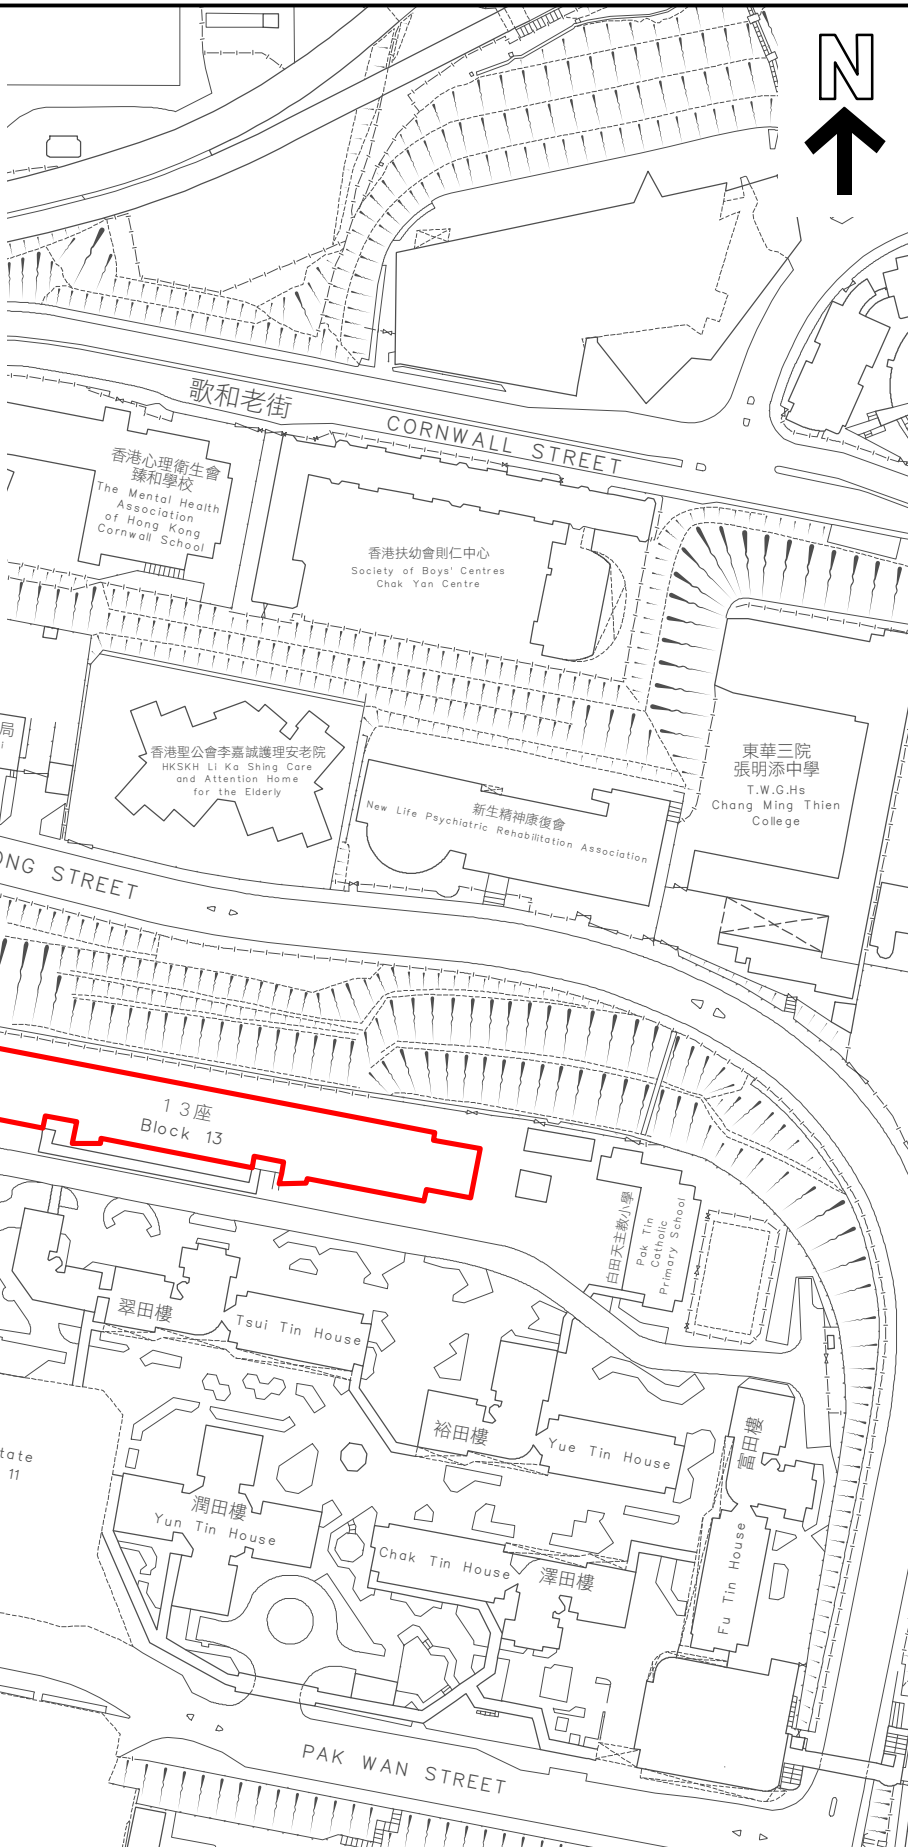 N
歌和老街
CORNWALL STREET
香港心理衛生會
臻和學校
The Mental Health
Association
of Hong Kong
Cornwall School
香港扶幼會則仁中心
Society of Boys' Centres
Chak Yan Centre
局
香港聖公會李嘉誠護理安老院
HKSKH Li Ka Shing Care
and Attention Home
for the Elderly
新生精神康復會
New Life Psychiatric Rehabilitation Association
東華三院
張明添中學
T.W.G.Hs
Chang Ming Thien
College
ONG STREET
13座
Block 13
白田天主教小學
Pak Tin
Catholic
Primary School
翠田樓
Tsui Tin House
裕田樓
Yue Tin House
富田樓
Fu Tin House
tate
11
潤田樓
Yun Tin House
Chak Tin House
澤田樓
PAK WAN STREET